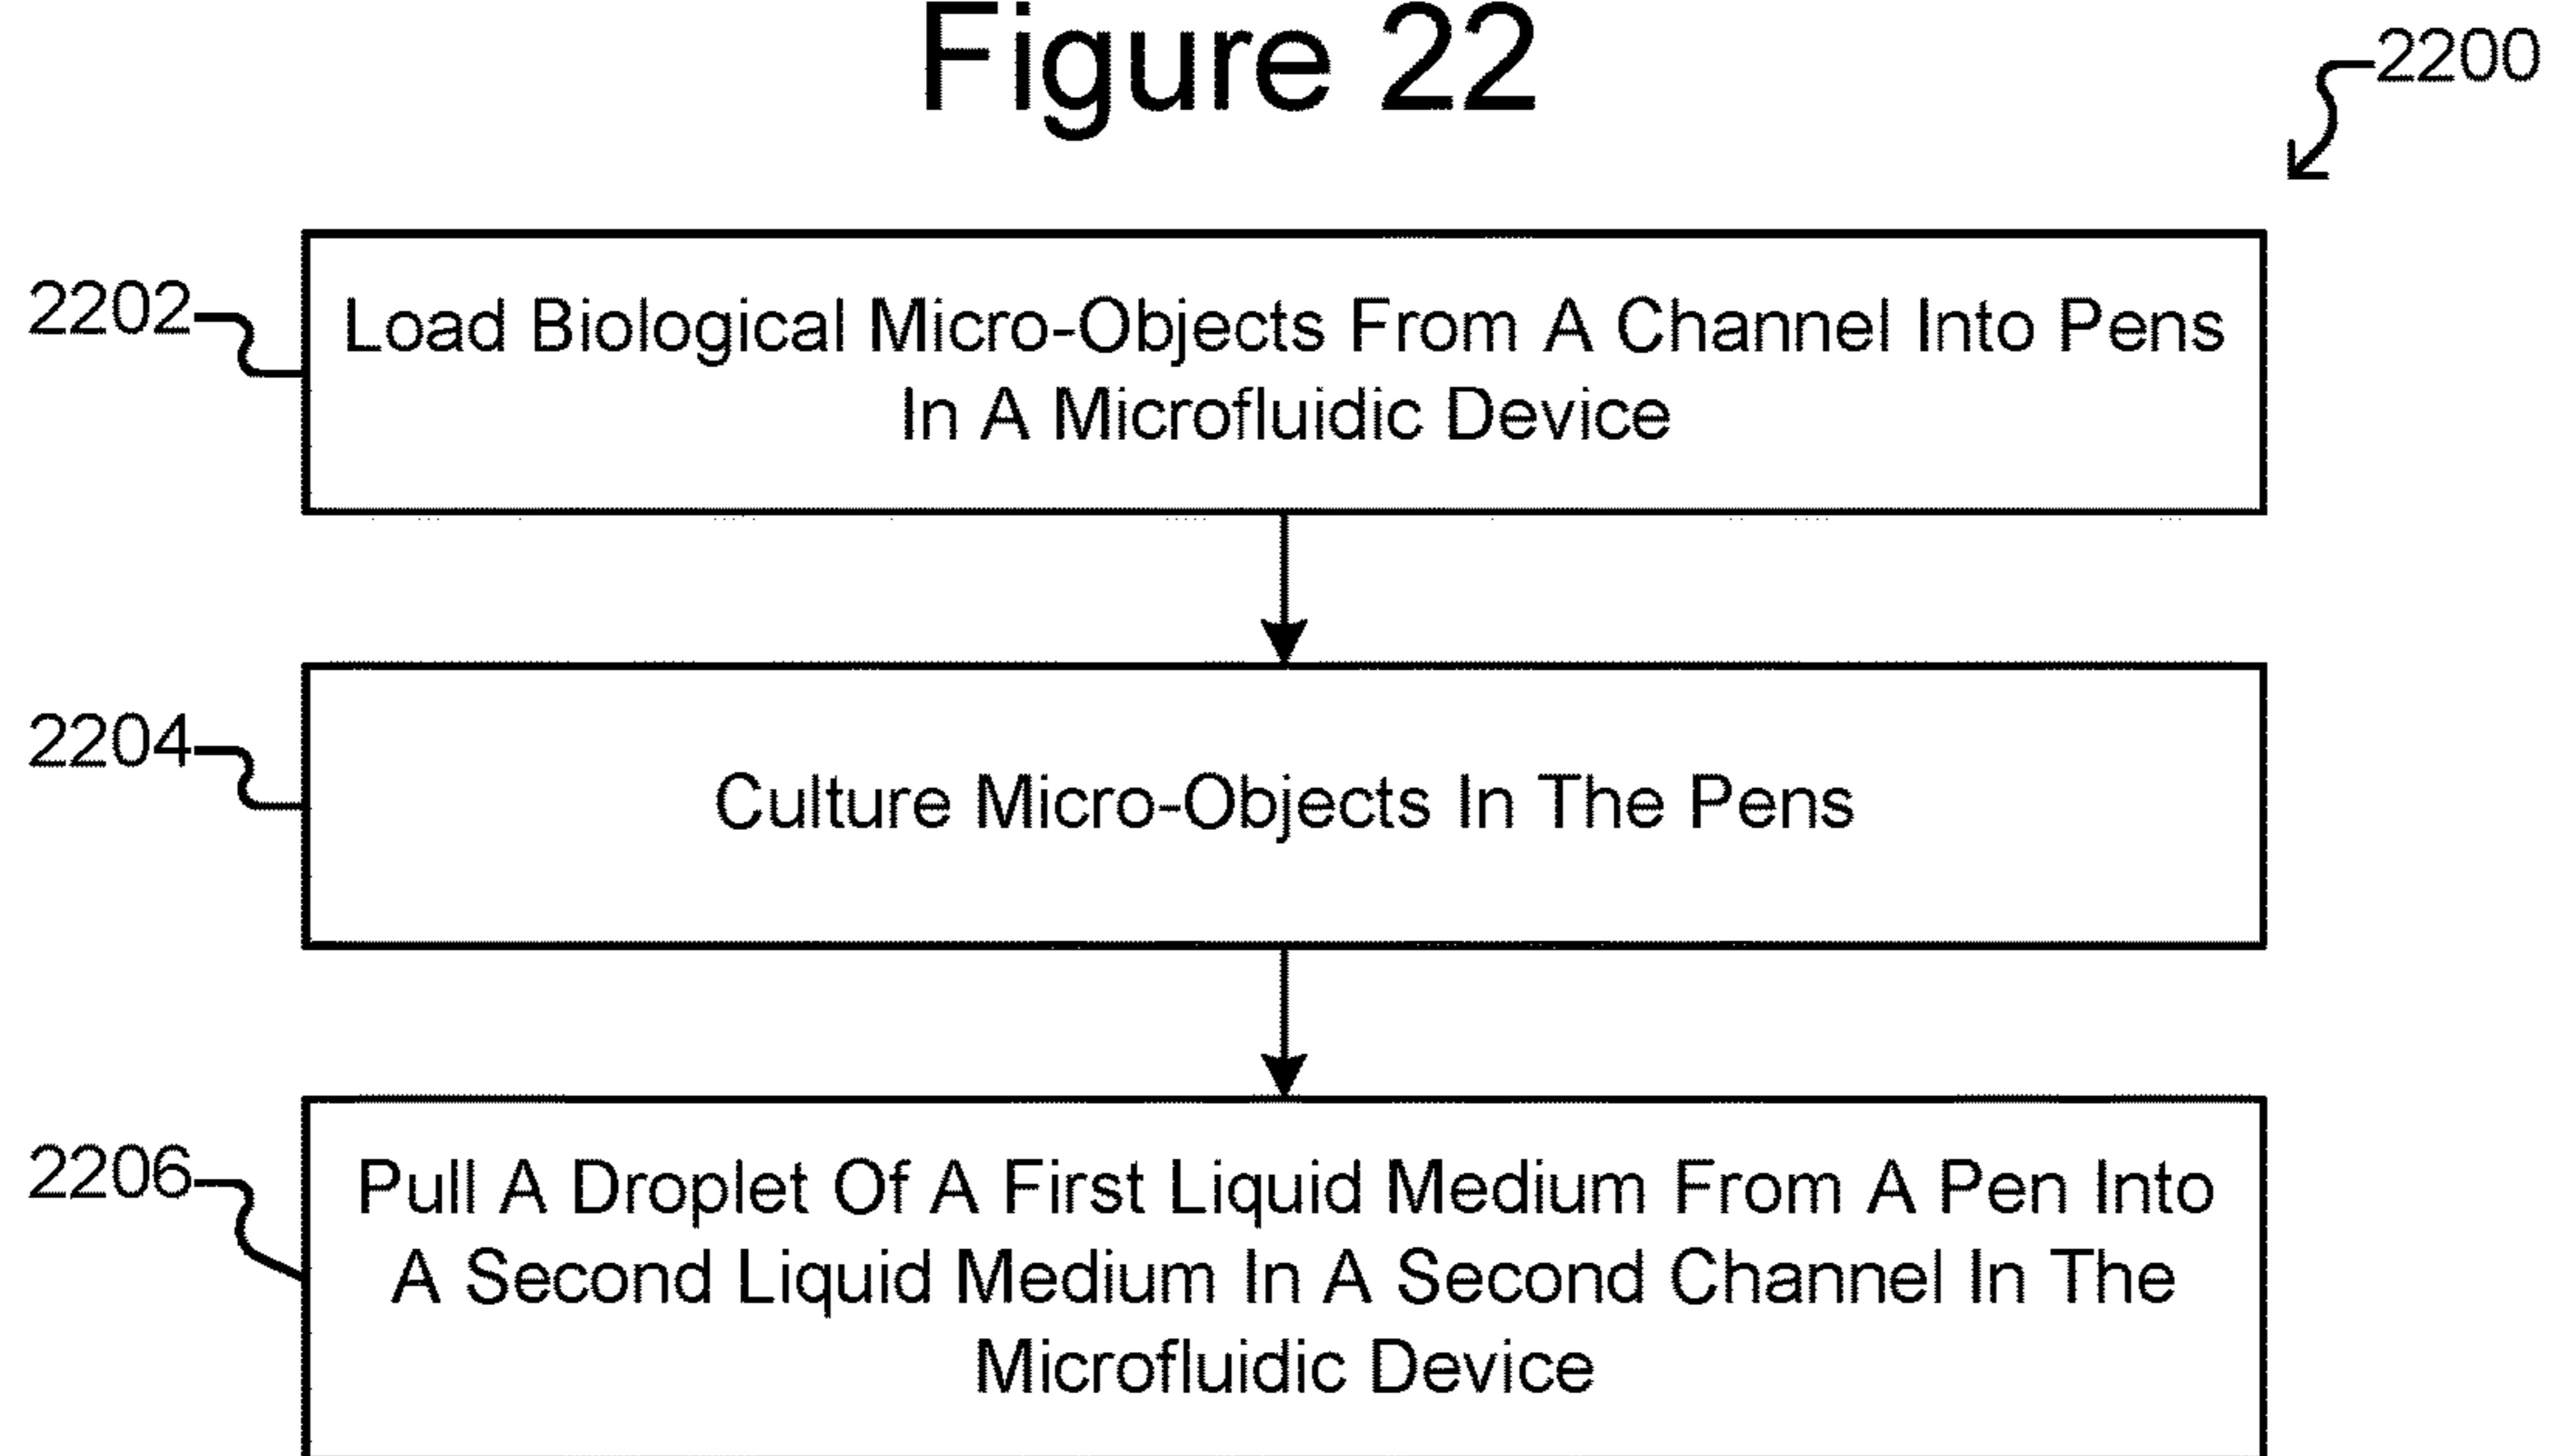 Figure 22
2200
2202
Load Biological Micro-Objects From A Channel Into Pens
In A Microfluidic Device
2204
Culture Micro-Objects In The Pens
2206
Pull A Droplet Of A First Liquid Medium From A Pen Into
A Second Liquid Medium In A Second Channel In The
Microfluidic Device